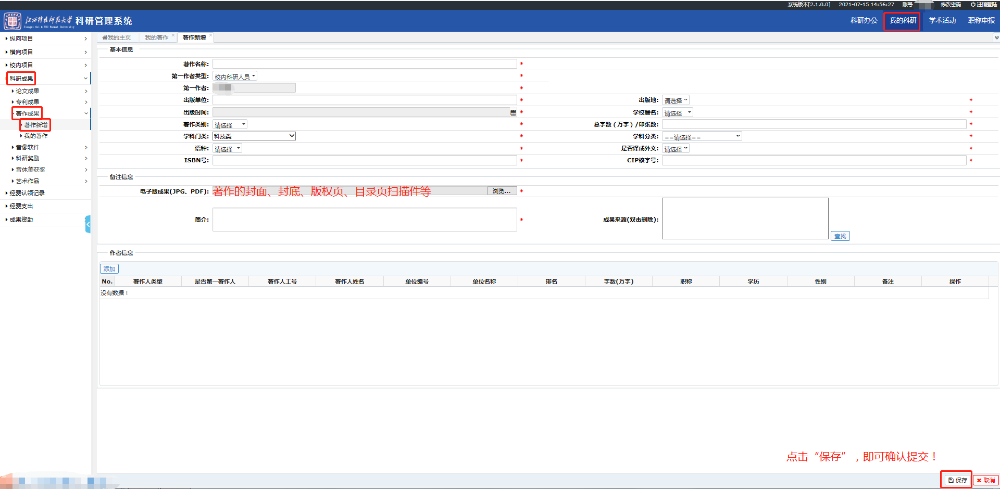 系统版本[2.1.0.0] 2021-07-15 14:56:27 账号 修改密码 注销登陆
江西科技师范大学 科研管理系统 科研办公 我的科研 学术活动 职称申报
Jiangxi Sci & TEC Normal University
纵向项目
横向项目
校内项目
科研成果
论文成果
专利成果
著作成果
著作新增
我的著作
音像软件
科研奖励
音体美获奖
艺术作品
经费认领记录
经费支出
成果资助
我的主页 我的著作 著作新增
基本信息
著作名称: *
第一作者类型: 校内科研人员 *
第一作者: *
出版单位: * 出版地: 请选择 *
出版时间: * 学校署名: 请选择 *
著作类别: 请选择 * 总字数(万字)/印张数: *
学科门类: 科技类 * 学科分类: ==请选择== *
语种: 请选择 * 是否译成外文: 请选择 *
ISBN号: * CIP核字号: *
备注信息
电子版成果(JPG、PDF): 著作的封面、封底、版权页、目录页扫描件等 浏览... *
简介: * 成果来源(双击删除): 查找
作者信息
添加
No. 著作人类型 是否第一著作人 著作人工号 著作人姓名 单位编号 单位名称 排名 字数(万字) 职称 学历 性别 备注 操作
没有数据！
点击“保存”，即可确认提交！
保存 取消